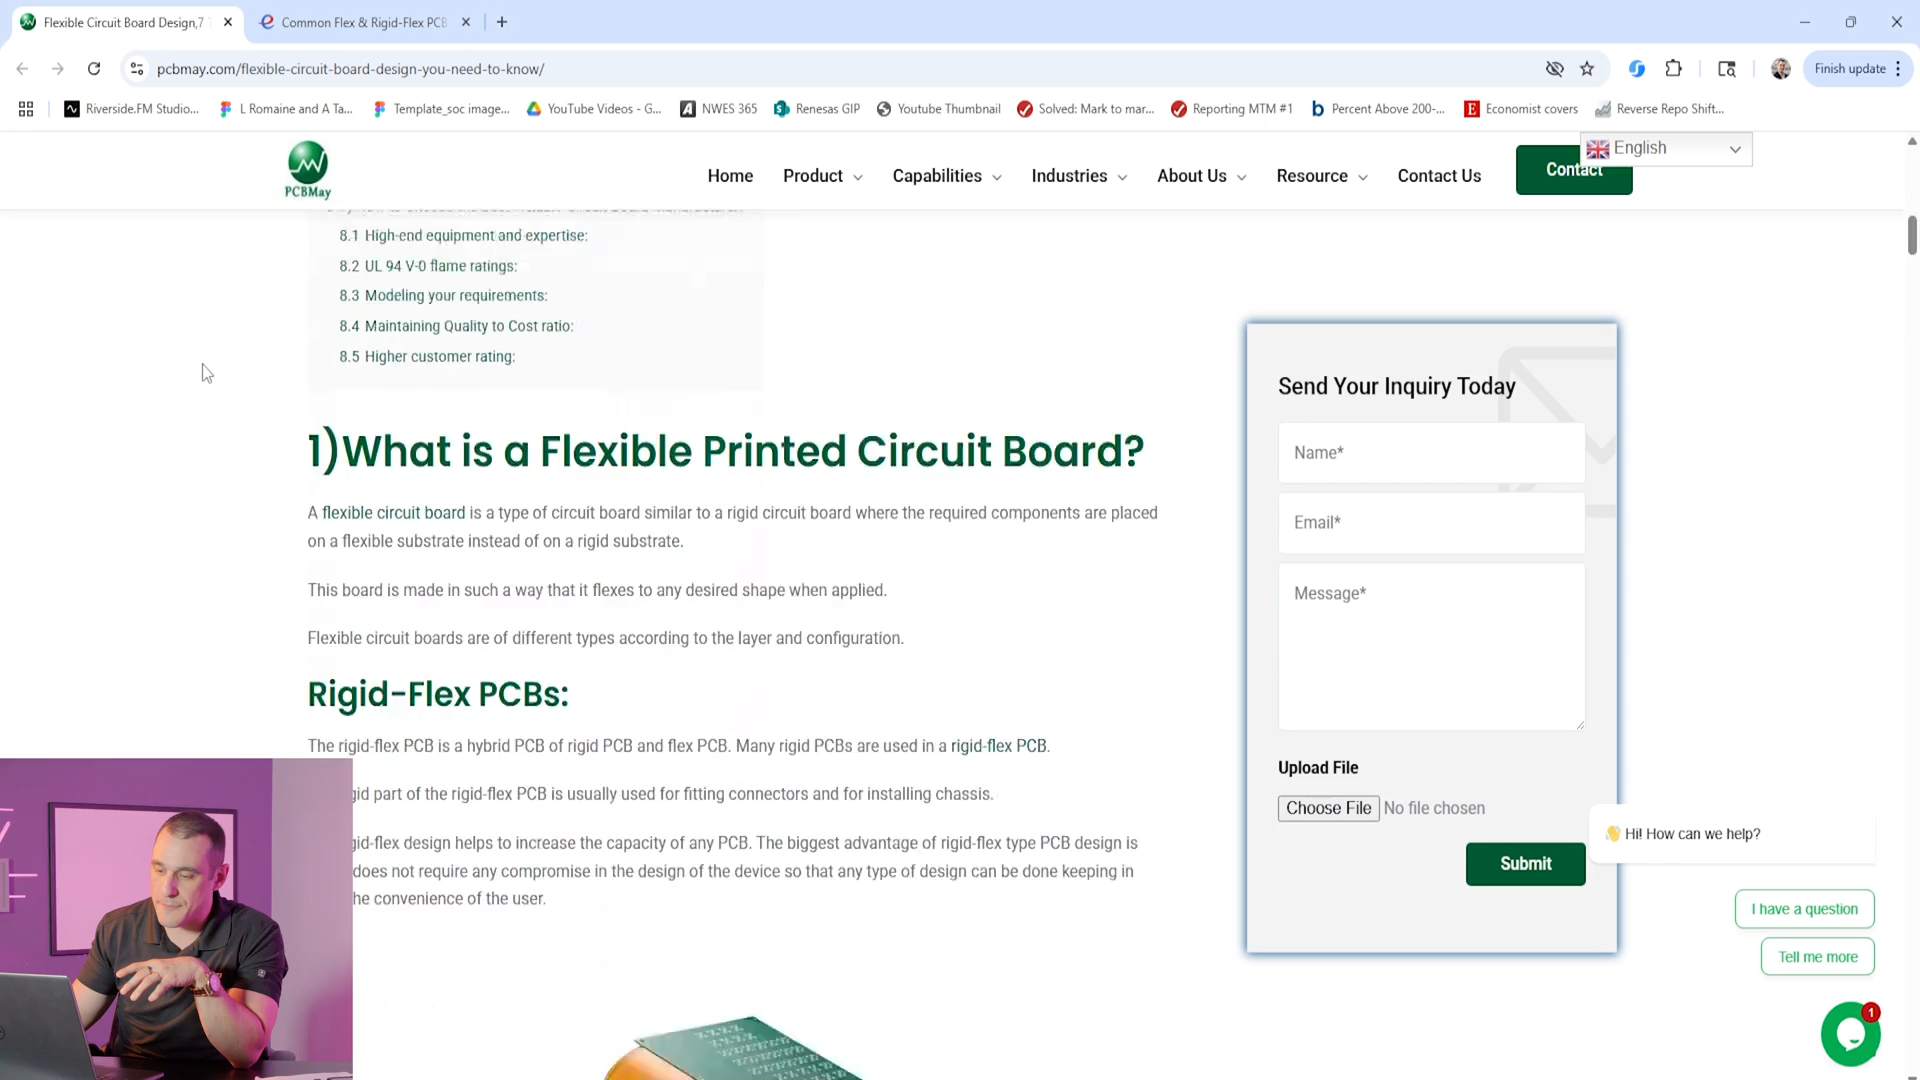 Flexible Circuit Board Design,7
Common Flex & Rigid-Flex PCB
pcbmay.com/flexible-circuit-board-design-you-need-to-know/
Finish update
Riverside.FM Studio...
L Romaine and A Ta...
Template_soc image...
YouTube Videos - G...
NWES 365
Renesas GIP
Youtube Thumbnail
Solved: Mark to mar...
Reporting MTM #1
Percent Above 200-...
Economist covers
Reverse Repo Shift...
PCBMay
Home
Product
Capabilities
Industries
About Us
Resource
Contact Us
Contact
English
8.1 High-end equipment and expertise:
8.2 UL 94 V-0 flame ratings:
8.3 Modeling your requirements:
8.4 Maintaining Quality to Cost ratio:
8.5 Higher customer rating:
1)What is a Flexible Printed Circuit Board?
A flexible circuit board is a type of circuit board similar to a rigid circuit board where the required components are placed
on a flexible substrate instead of on a rigid substrate.
This board is made in such a way that it flexes to any desired shape when applied.
Flexible circuit boards are of different types according to the layer and configuration.
Rigid-Flex PCBs:
The rigid-flex PCB is a hybrid PCB of rigid PCB and flex PCB. Many rigid PCBs are used in a rigid-flex PCB.
gid part of the rigid-flex PCB is usually used for fitting connectors and for installing chassis.
gid-flex design helps to increase the capacity of any PCB. The biggest advantage of rigid-flex type PCB design is
does not require any compromise in the design of the device so that any type of design can be done keeping in
he convenience of the user.
Send Your Inquiry Today
Name*
Email*
Message*
Upload File
Choose File No file chosen
Submit
👋 Hi! How can we help?
I have a question
Tell me more
1